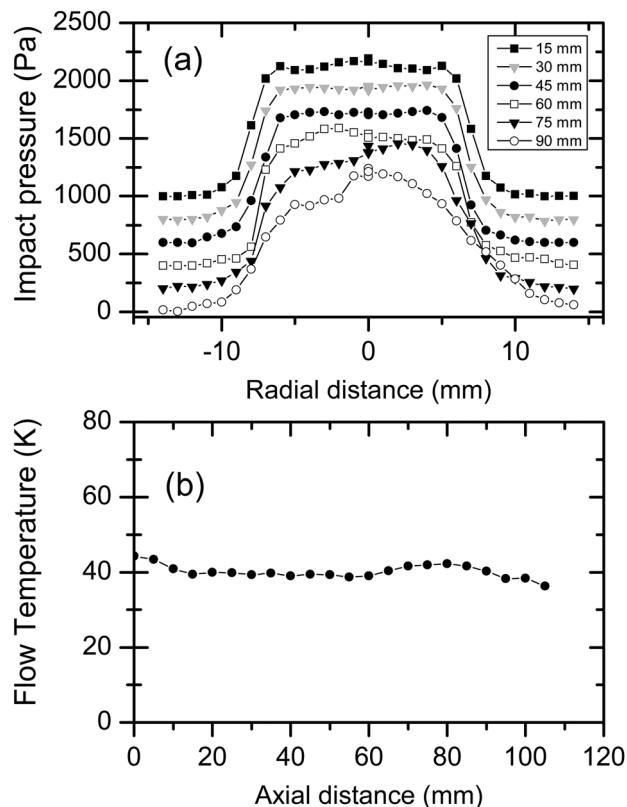 Impact pressure (Pa)
2500
2000
1500
1000
500
0
(a)
15 mm
30 mm
45 mm
60 mm
75 mm
90 mm
-10
0
10
Radial distance (mm)
Flow Temperature (K)
80
60
40
20
0
(b)
0
20
40
60
80
100
120
Axial distance (mm)